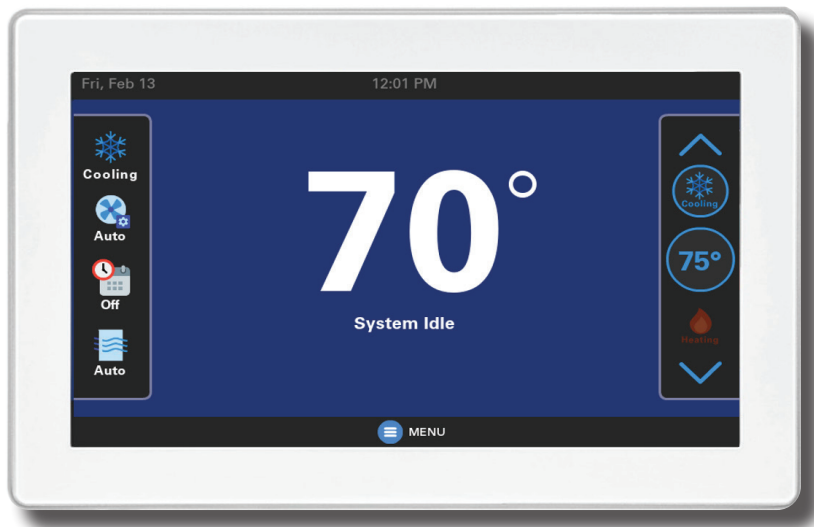 Fri, Feb 13
12:01 PM
Cooling
Auto
Off
Auto
70°
System Idle
Cooling
75°
Heating
MENU